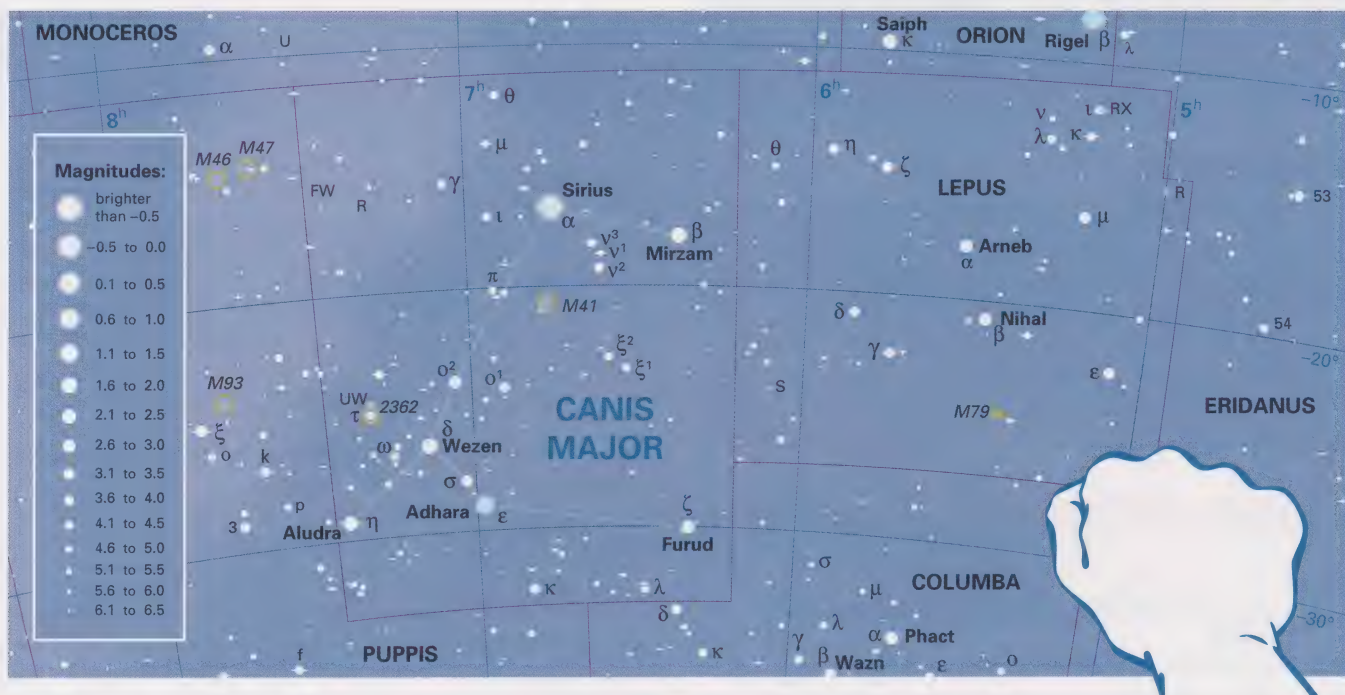 MONOCEROS
α
U
Saiph
κ
ORION
Rigel β
λ
8h
7h
θ
6h
5h
-10°
μ
M46
M47
FW
R
γ
Sirius
α
ι
ν3
ν1
ν2
β
Mirzam
π
M41
θ
η
ζ
LEPUS
ν
λ
ι RX
κ
μ
R
53
Arneb
α
δ
Nihal
β
γ
54
-20°
ε
ERIDANUS
M79
S
ξ2
ξ1
ο2
ο1
CANIS
MAJOR
M93
ξ
ο
k
UW
τ
2362
δ
ω
Wezen
σ
Adhara
ε
p
3
Aludra
η
ζ
Furud
κ
λ
δ
κ
σ
COLUMBA
μ
λ
α Phact
γ
β Wazn
ε
ο
-30°
f
PUPPIS
Magnitudes:
brighter
than -0.5
-0.5 to 0.0
0.1 to 0.5
0.6 to 1.0
1.1 to 1.5
1.6 to 2.0
2.1 to 2.5
2.6 to 3.0
3.1 to 3.5
3.6 to 4.0
4.1 to 4.5
4.6 to 5.0
5.1 to 5.5
5.6 to 6.0
6.1 to 6.5